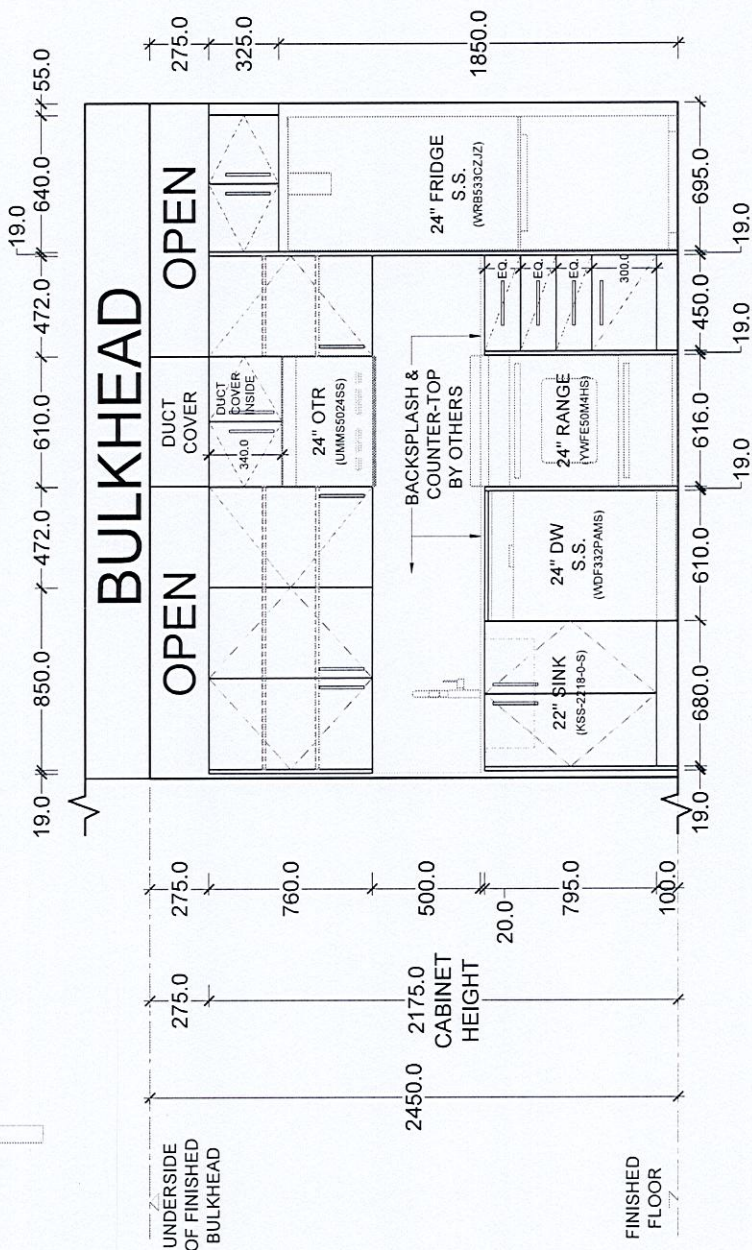 19.0
850.0
472.0
610.0
472.0
19.0
640.0
55.0
BULKHEAD
OPEN
DUCT
COVER
OPEN
275.0
325.0
1850.0
DUCT
COVER
INSIDE
340.0
24" OTR
(UMMS5024SS)
BACKSPLASH &
COUNTER-TOP
BY OTHERS
24" FRIDGE
S.S.
(WRB533CZJZ)
22" SINK
(KSS-2218-0-S)
24" DW
S.S.
(WDF332PAMS)
24" RANGE
(YWFE50M4HS)
EQ.
EQ.
EQ.
300.0
19.0
680.0
610.0
19.0
616.0
19.0
450.0
19.0
695.0
275.0
760.0
500.0
20.0
795.0
100.0
275.0
2175.0
CABINET
HEIGHT
2450.0
UNDERSIDE
OF FINISHED
BULKHEAD
FINISHED
FLOOR